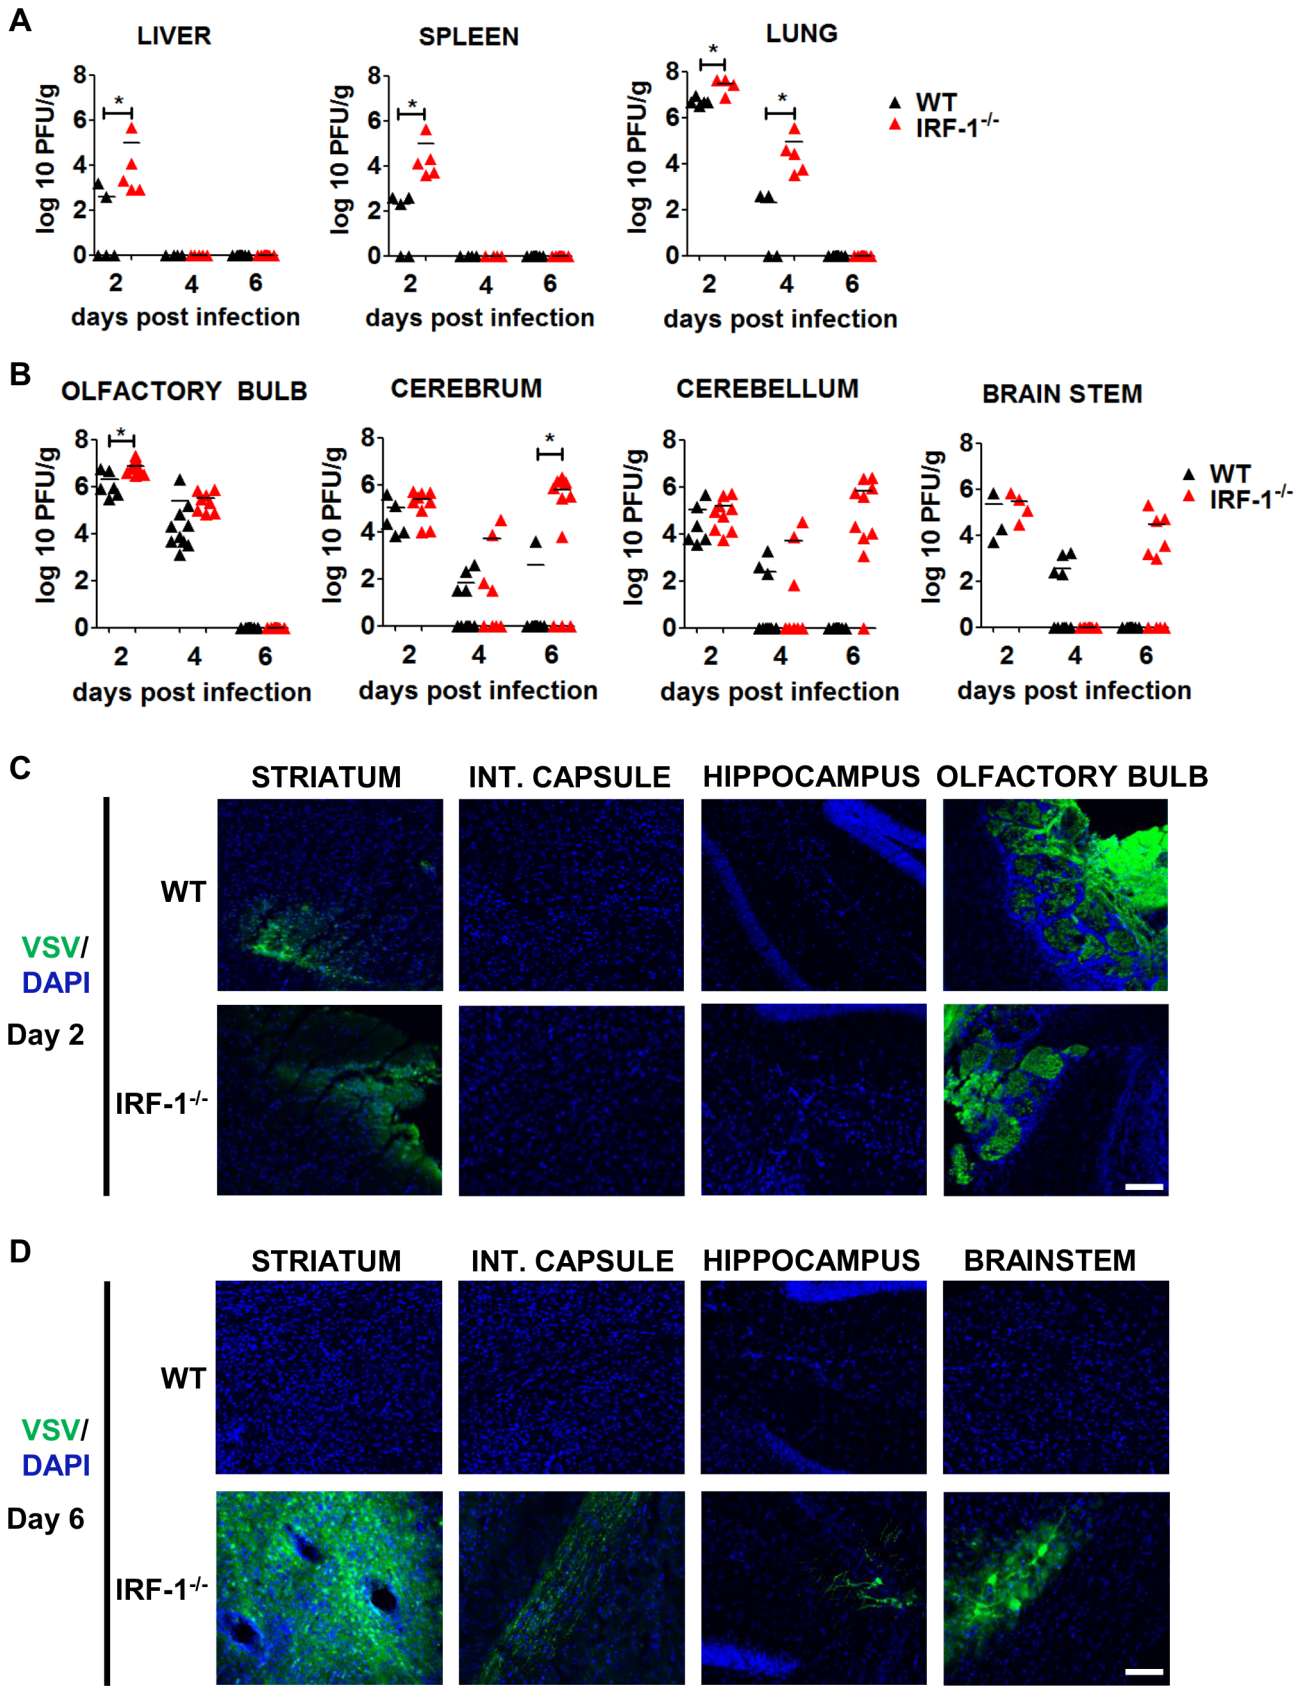 A
LIVER
SPLEEN
LUNG
8
6
4
2
0
log 10 PFU/g
*
2 4 6
days post infection
8
6
4
2
0
log 10 PFU/g
*
2 4 6
days post infection
8
6
4
2
0
log 10 PFU/g
*
*
2 4 6
days post infection
WT
IRF-1-/-
B
OLFACTORY BULB
CEREBRUM
CEREBELLUM
BRAIN STEM
8
6
4
2
0
log 10 PFU/g
*
2 4 6
days post infection
8
6
4
2
0
log 10 PFU/g
*
2 4 6
days post infection
8
6
4
2
0
log 10 PFU/g
2 4 6
days post infection
8
6
4
2
0
log 10 PFU/g
2 4 6
days post infection
WT
IRF-1-/-
C
STRIATUM
INT. CAPSULE
HIPPOCAMPUS
OLFACTORY BULB
WT
VSV/
DAPI
Day 2
IRF-1-/-
D
STRIATUM
INT. CAPSULE
HIPPOCAMPUS
BRAINSTEM
WT
VSV/
DAPI
Day 6
IRF-1-/-